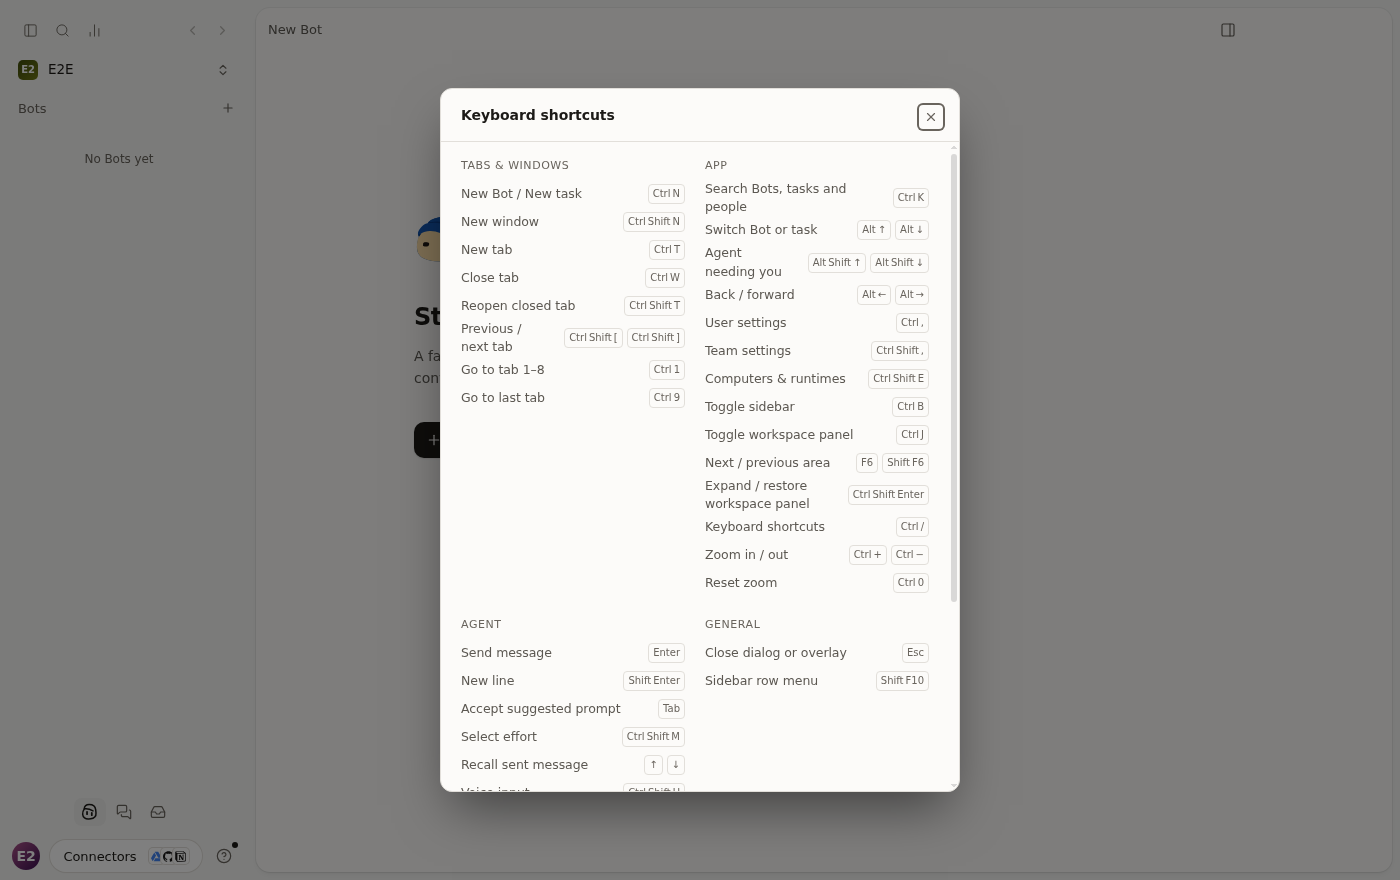 New Bot
E2 E2E
Bots
No Bots yet
St
A fa
con
Keyboard shortcuts
TABS & WINDOWS
New Bot / New task Ctrl N
New window Ctrl Shift N
New tab Ctrl T
Close tab Ctrl W
Reopen closed tab Ctrl Shift T
Previous /
next tab Ctrl Shift [ Ctrl Shift ]
Go to tab 1–8 Ctrl 1
Go to last tab Ctrl 9
APP
Search Bots, tasks and
people Ctrl K
Switch Bot or task Alt ↑ Alt ↓
Agent
needing you Alt Shift ↑ Alt Shift ↓
Back / forward Alt ← Alt →
User settings Ctrl ,
Team settings Ctrl Shift ,
Computers & runtimes Ctrl Shift E
Toggle sidebar Ctrl B
Toggle workspace panel Ctrl J
Next / previous area F6 Shift F6
Expand / restore
workspace panel Ctrl Shift Enter
Keyboard shortcuts Ctrl /
Zoom in / out Ctrl + Ctrl −
Reset zoom Ctrl 0
AGENT
Send message Enter
New line Shift Enter
Accept suggested prompt Tab
Select effort Ctrl Shift M
Recall sent message ↑ ↓
Voice input
GENERAL
Close dialog or overlay Esc
Sidebar row menu Shift F10
E2 Connectors